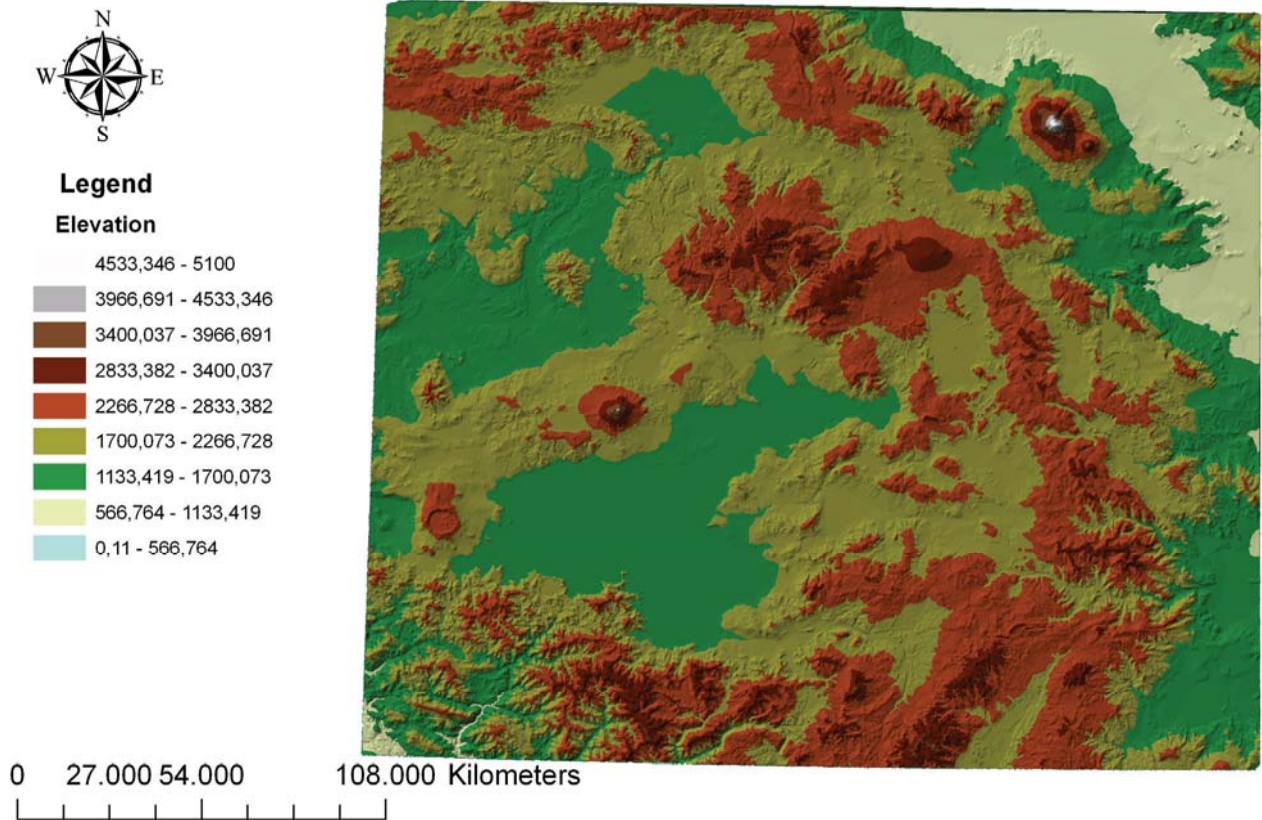 N
W E
S
Legend
Elevation
4533,346 - 5100
3966,691 - 4533,346
3400,037 - 3966,691
2833,382 - 3400,037
2266,728 - 2833,382
1700,073 - 2266,728
1133,419 - 1700,073
566,764 - 1133,419
0,11 - 566,764
0 27.000 54.000 108.000 Kilometers